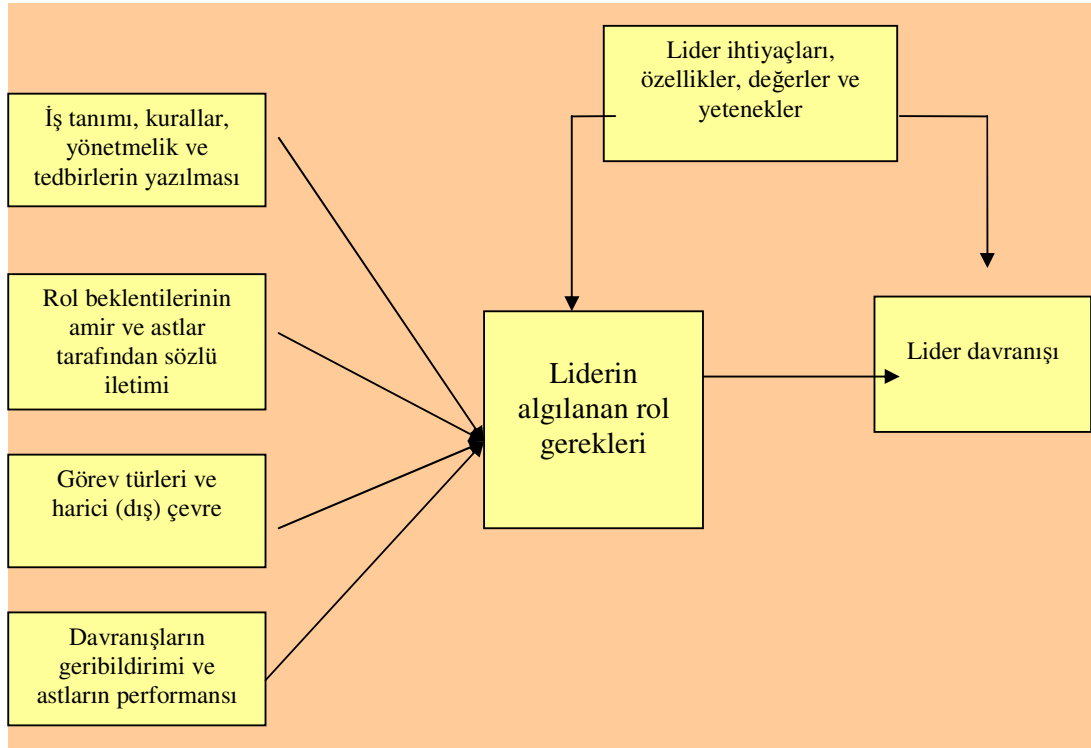 Lider ihtiyaçları,
özellikler, değerler ve
yetenekler
İş tanımı, kurallar,
yönetmelik ve
tedbirlerin yazılması
Rol beklentilerinin
amir ve astlar
tarafından sözlü
iletimi
Görev türleri ve
harici (dış) çevre
Davranışların
geribildirimi ve
astların performansı
Liderin
algılanan rol
gerekleri
Lider davranışı